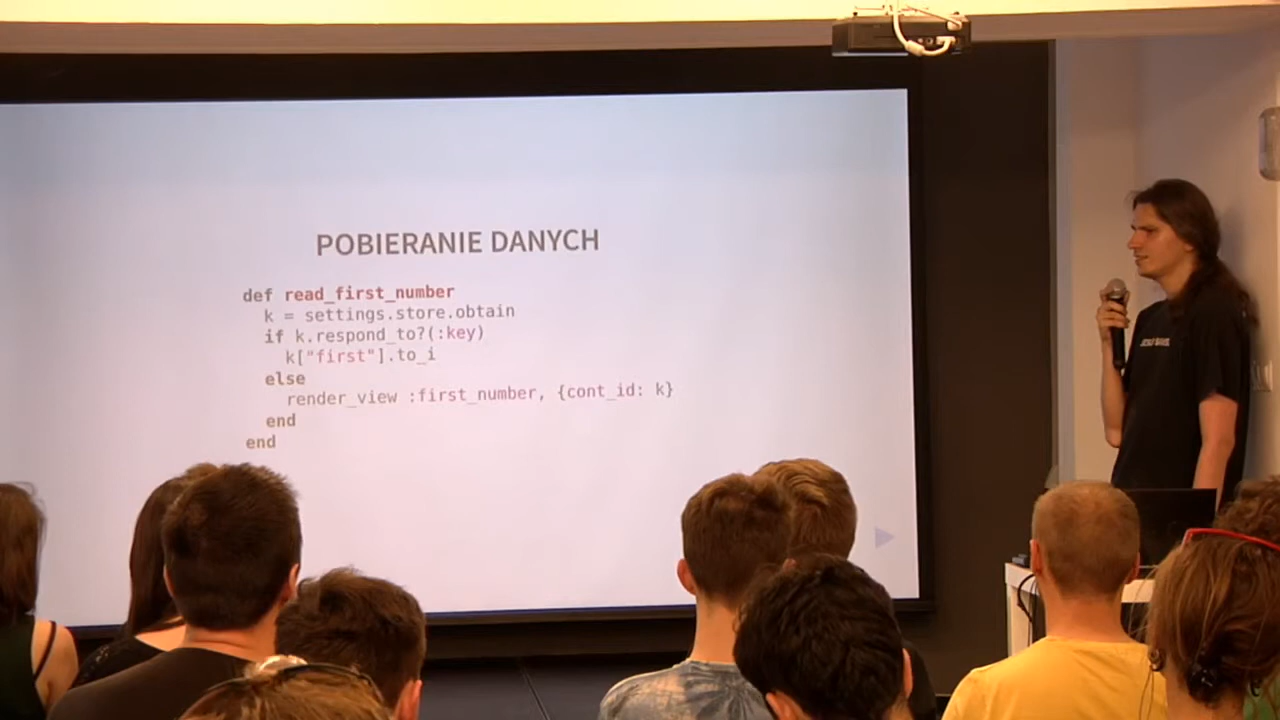 POBIERANIE DANYCH
def read_first_number
  k = settings.store.obtain
  if k.respond_to?(:key)
    k["first"].to_i
  else
    render_view :first_number, {cont_id: k}
  end
end